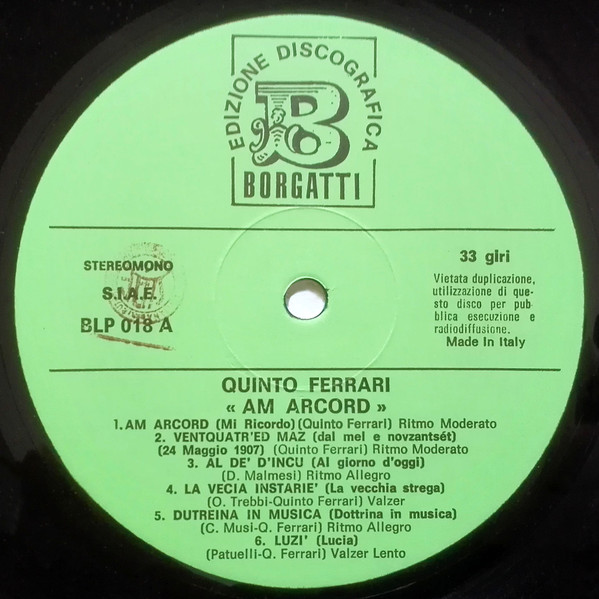 EDIZIONE DISCOGRAFICA
B
BORGATTI
STEREOMONO
S.I.A.E.
BLP 018 A
33 giri
Vietata duplicazione,
utilizzazione di que-
sto disco per pub-
blica esecuzione e
radiodiffusione.
Made In Italy
QUINTO FERRARI
« AM ARCORD »
1. AM ARCORD (Mi Ricordo) (Quinto Ferrari) Ritmo Moderato
2. VENTQUATR'ED MAZ (dal mel e novzantsét)
(24 Maggio 1907) (Quinto Ferrari) Ritmo Moderato
3. AL DE' D'INCU (Al giorno d'oggi)
(D. Malmesi) Ritmo Allegro
4. LA VECIA INSTARIE' (La vecchia strega)
(O. Trebbi-Quinto Ferrari) Valzer
5. DUTREINA IN MUSICA (Dottrina in musica)
(C. Musi-Q. Ferrari) Ritmo Allegro
6. LUZI' (Lucia)
(Patuelli-Q. Ferrari) Valzer Lento